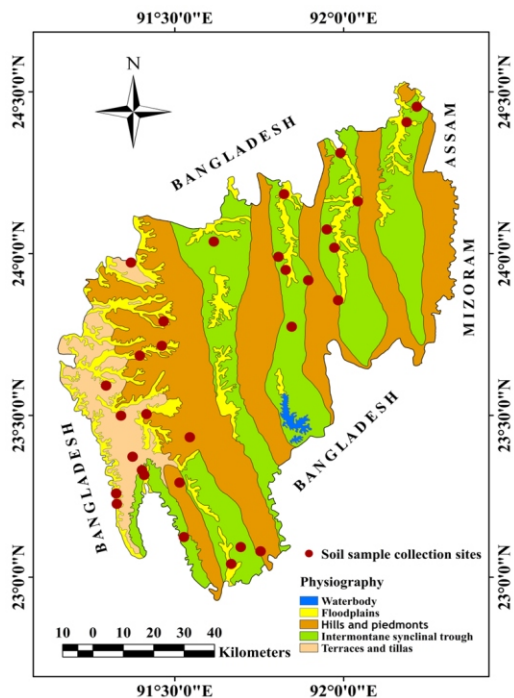 91°30'0"E 92°0'0"E
24°30'0"N 24°30'0"N
N
BANGLADESH
ASSAM
24°0'0"N 24°0'0"N
MIZORAM
23°30'0"N 23°30'0"N
BANGLADESH
BANGLADESH
Soil sample collection sites
23°0'0"N 23°0'0"N
Physiography
Waterbody
Floodplains
Hills and piedmonts
Intermontane synclinal trough
Terraces and tillas
10 0 10 20 30 40
Kilometers
91°30'0"E 92°0'0"E